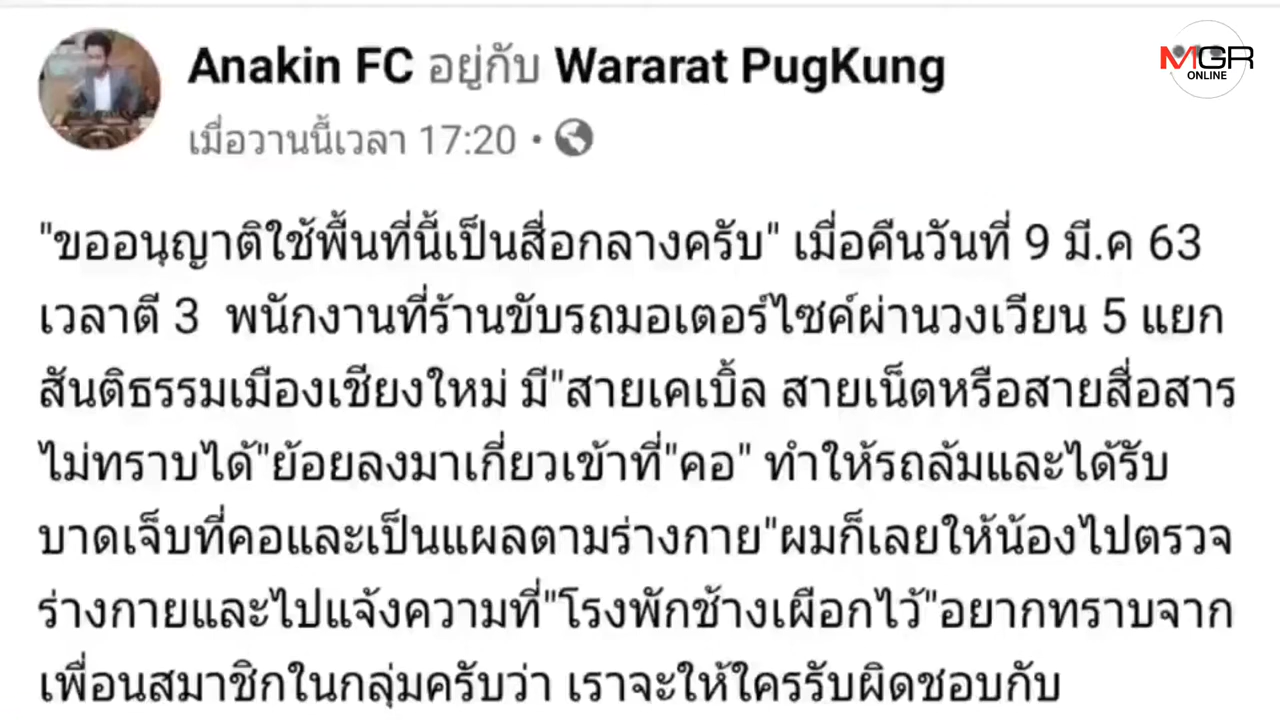 Anakin FC อยู่กับ Wararat PugKung
MGR
ONLINE
เมื่อวานนี้เวลา 17:20 ·
"ขออนุญาติใช้พื้นที่นี้เป็นสื่อกลางครับ" เมื่อคืนวันที่ 9 มี.ค 63
เวลาตี 3 พนักงานที่ร้านขับรถมอเตอร์ไซค์ผ่านวงเวียน 5 แยก
สันติธรรมเมืองเชียงใหม่ มี"สายเคเบิ้ล สายเน็ตหรือสายสื่อสาร
ไม่ทราบได้"ย้อยลงมาเกี่ยวเข้าที่"คอ" ทำให้รถล้มและได้รับ
บาดเจ็บที่คอและเป็นแผลตามร่างกาย"ผมก็เลยให้น้องไปตรวจ
ร่างกายและไปแจ้งความที่"โรงพักช้างเผือกไว้"อยากทราบจาก
เพื่อนสมาชิกในกลุ่มครับว่า เราจะให้ใครรับผิดชอบกับ